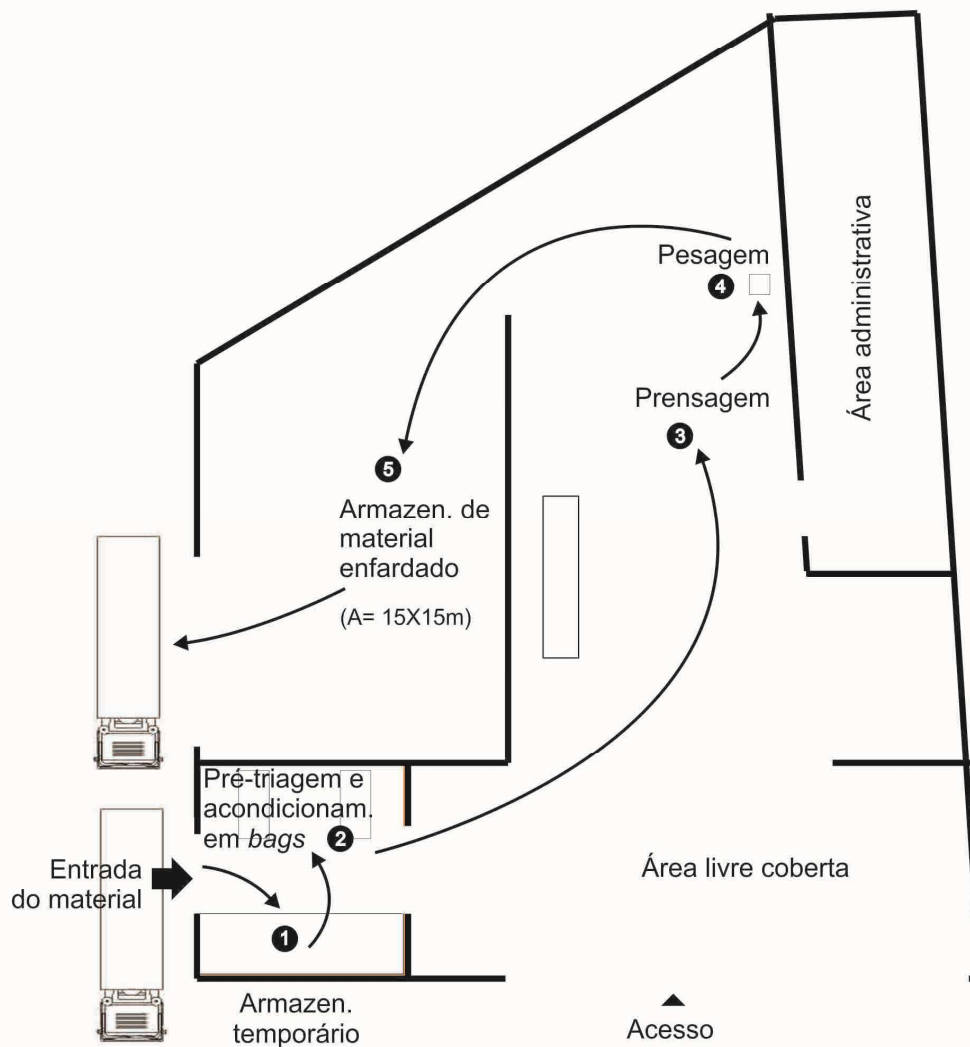 Pesagem
4
Área administrativa
Prensagem
3
5
Armazen. de
material
enfardado
(A= 15X15m)
Pré-triagem e
acondicionam.
em bags 2
Entrada
do material
Área livre coberta
1
Armazen.
temporário
Acesso